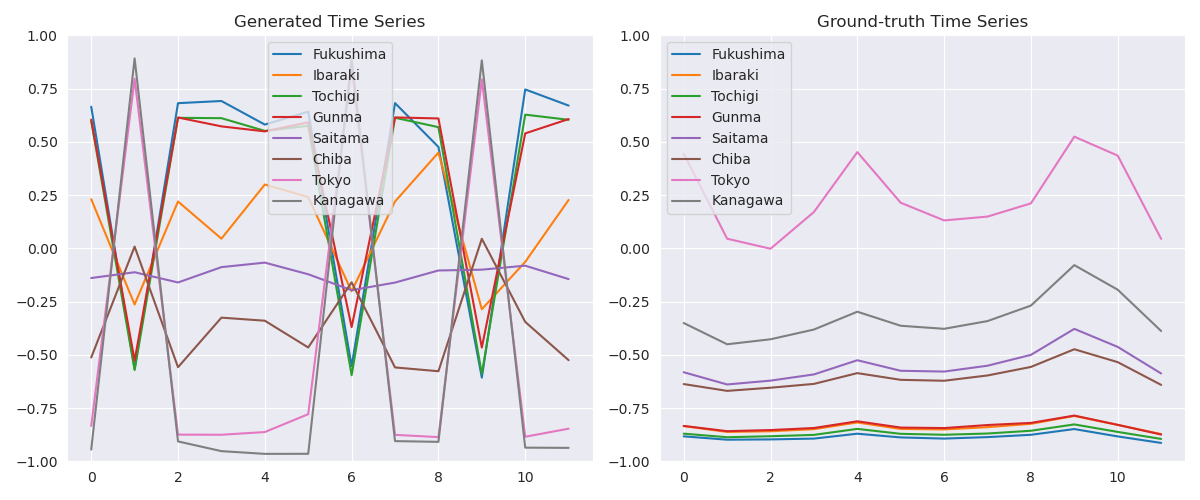 Generated Time Series
1.00
0.75
0.50
0.25
0.00
−0.25
−0.50
−0.75
−1.00
0
2
4
6
8
10
Fukushima
Ibaraki
Tochigi
Gunma
Saitama
Chiba
Tokyo
Kanagawa
Ground-truth Time Series
1.00
0.75
0.50
0.25
0.00
−0.25
−0.50
−0.75
−1.00
0
2
4
6
8
10
Fukushima
Ibaraki
Tochigi
Gunma
Saitama
Chiba
Tokyo
Kanagawa